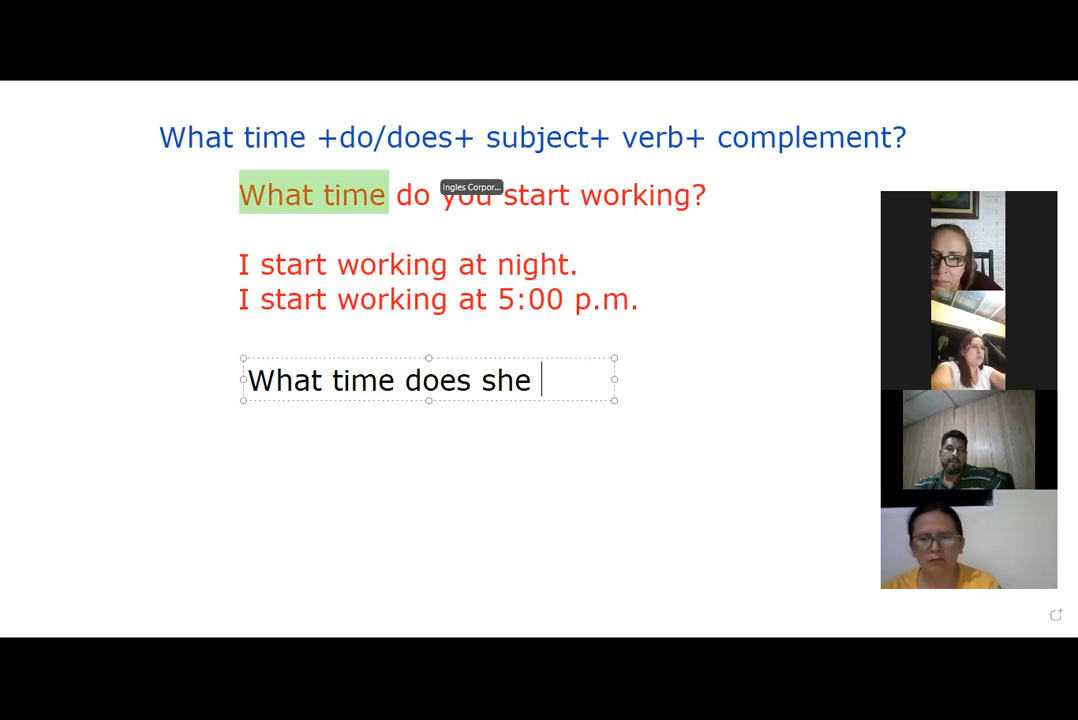 What time +do/does+ subject+ verb+ complement?
Ingles Corpor...
What time do you start working?
I start working at night.
I start working at 5:00 p.m.
What time does she